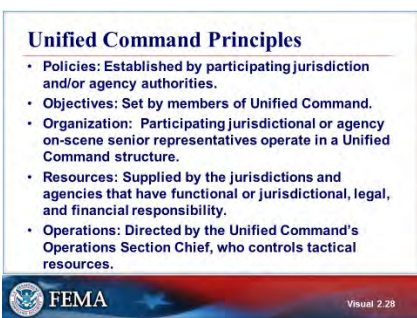 Unified Command Principles
• Policies: Established by participating jurisdiction
and/or agency authorities.
• Objectives: Set by members of Unified Command.
• Organization:  Participating jurisdictional or agency
on-scene senior representatives operate in a Unified
Command structure.
• Resources: Supplied by the jurisdictions and
agencies that have functional or jurisdictional, legal,
and financial responsibility.
• Operations: Directed by the Unified Command's
Operations Section Chief, who controls tactical
resources.
FEMA
Visual 2.28